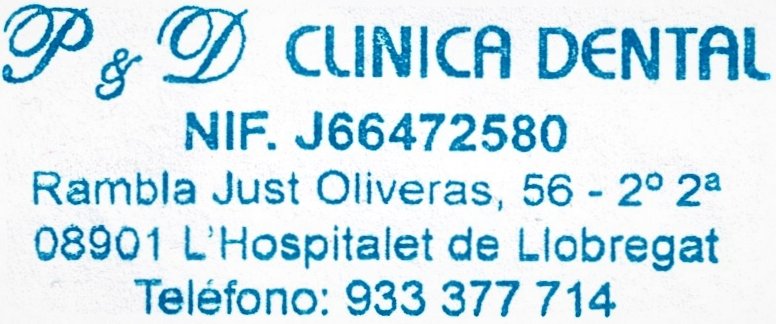 P & D CLINICA DENTAL
NIF. J66472580
Rambla Just Oliveras, 56 - 2º 2ª
08901 L'Hospitalet de Llobregat
Teléfono: 933 377 714